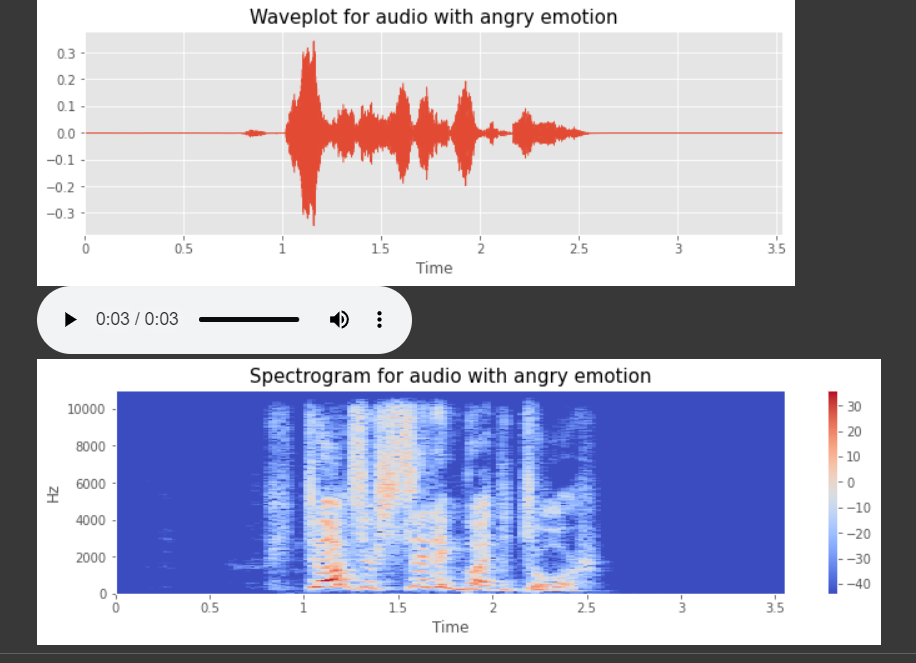 Waveplot for audio with angry emotion
0.3
0.2
0.1
0.0
−0.1
−0.2
−0.3
0 0.5 1 1.5 2 2.5 3 3.5
Time
0:03 / 0:03
Spectrogram for audio with angry emotion
10000
8000
6000
4000
2000
0
Hz
0 0.5 1 1.5 2 2.5 3 3.5
Time
30
20
10
0
−10
−20
−30
−40